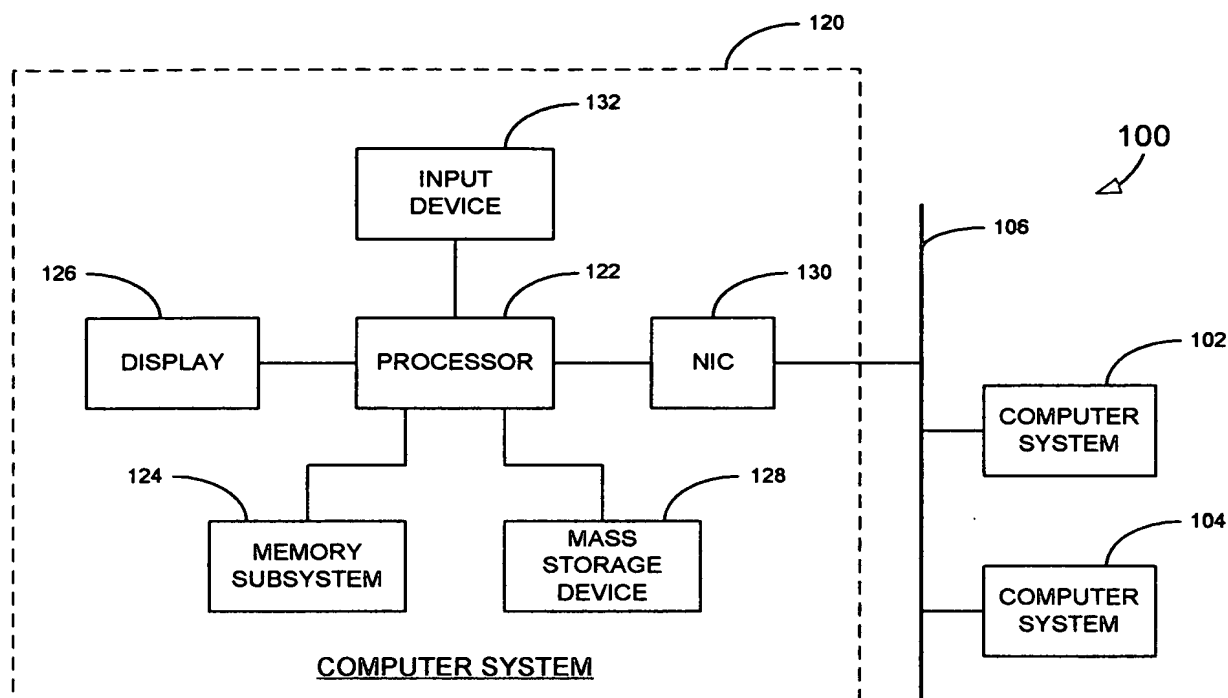 120
132
100
INPUT
DEVICE
106
126
122
130
DISPLAY
PROCESSOR
NIC
102
COMPUTER
SYSTEM
124
128
104
MEMORY
SUBSYSTEM
MASS
STORAGE
DEVICE
COMPUTER
SYSTEM
COMPUTER SYSTEM